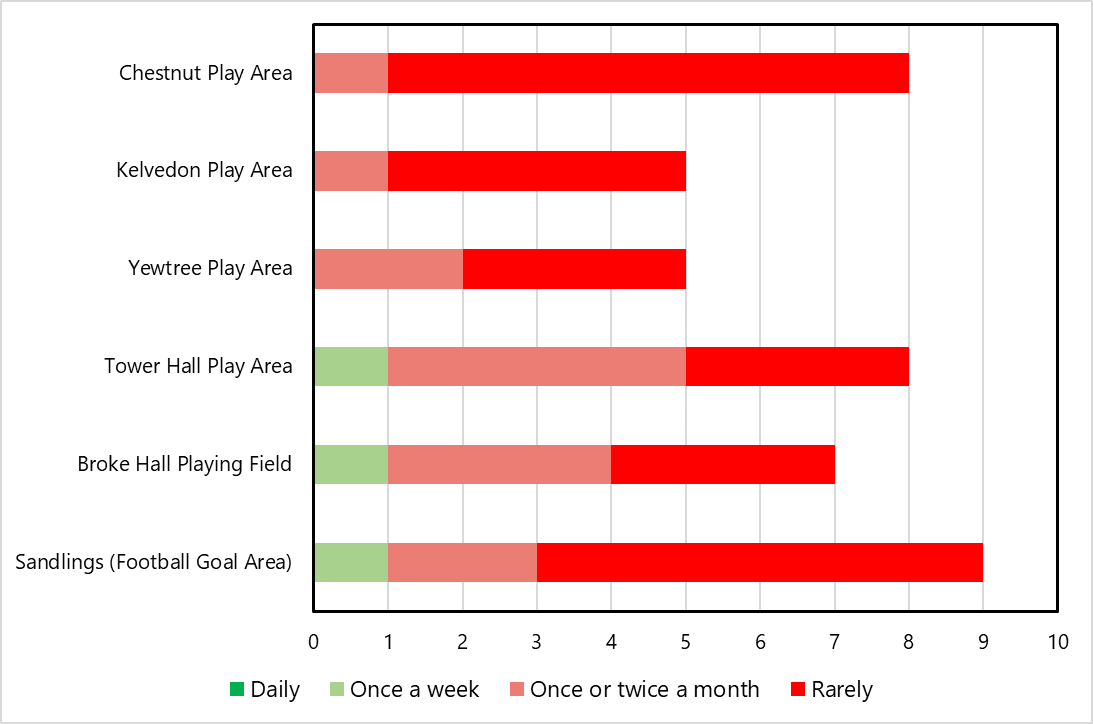 Chestnut Play Area
Kelvedon Play Area
Yewtree Play Area
Tower Hall Play Area
Broke Hall Playing Field
Sandlings (Football Goal Area)
0 1 2 3 4 5 6 7 8 9 10
Daily Once a week Once or twice a month Rarely